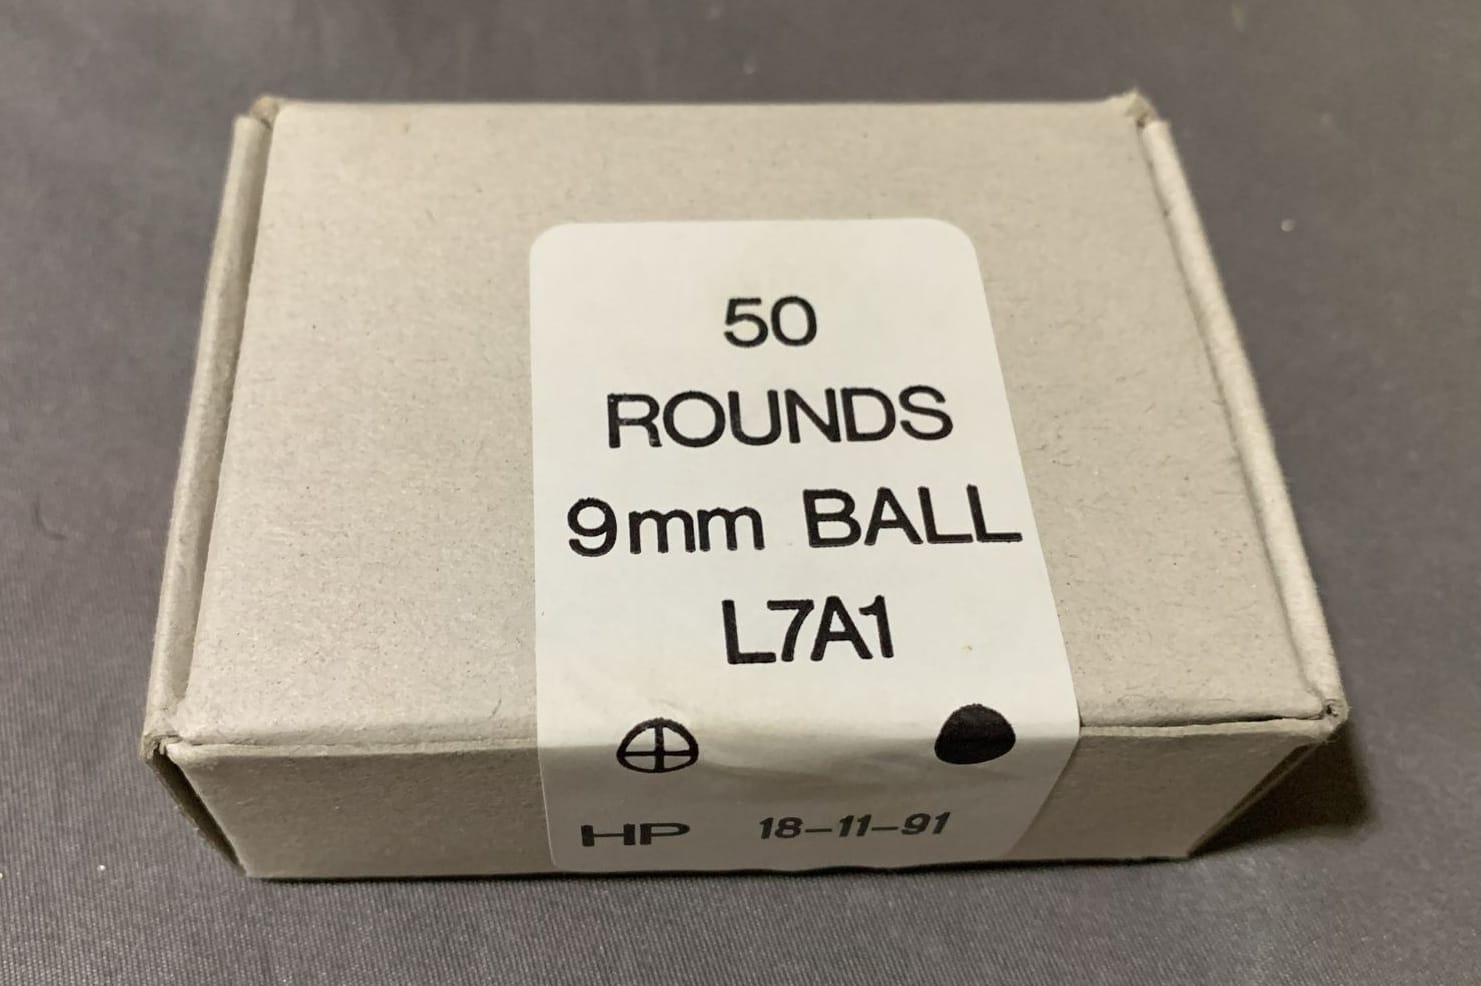 50
ROUNDS
9mm BALL
L7A1
HP 18-11-91